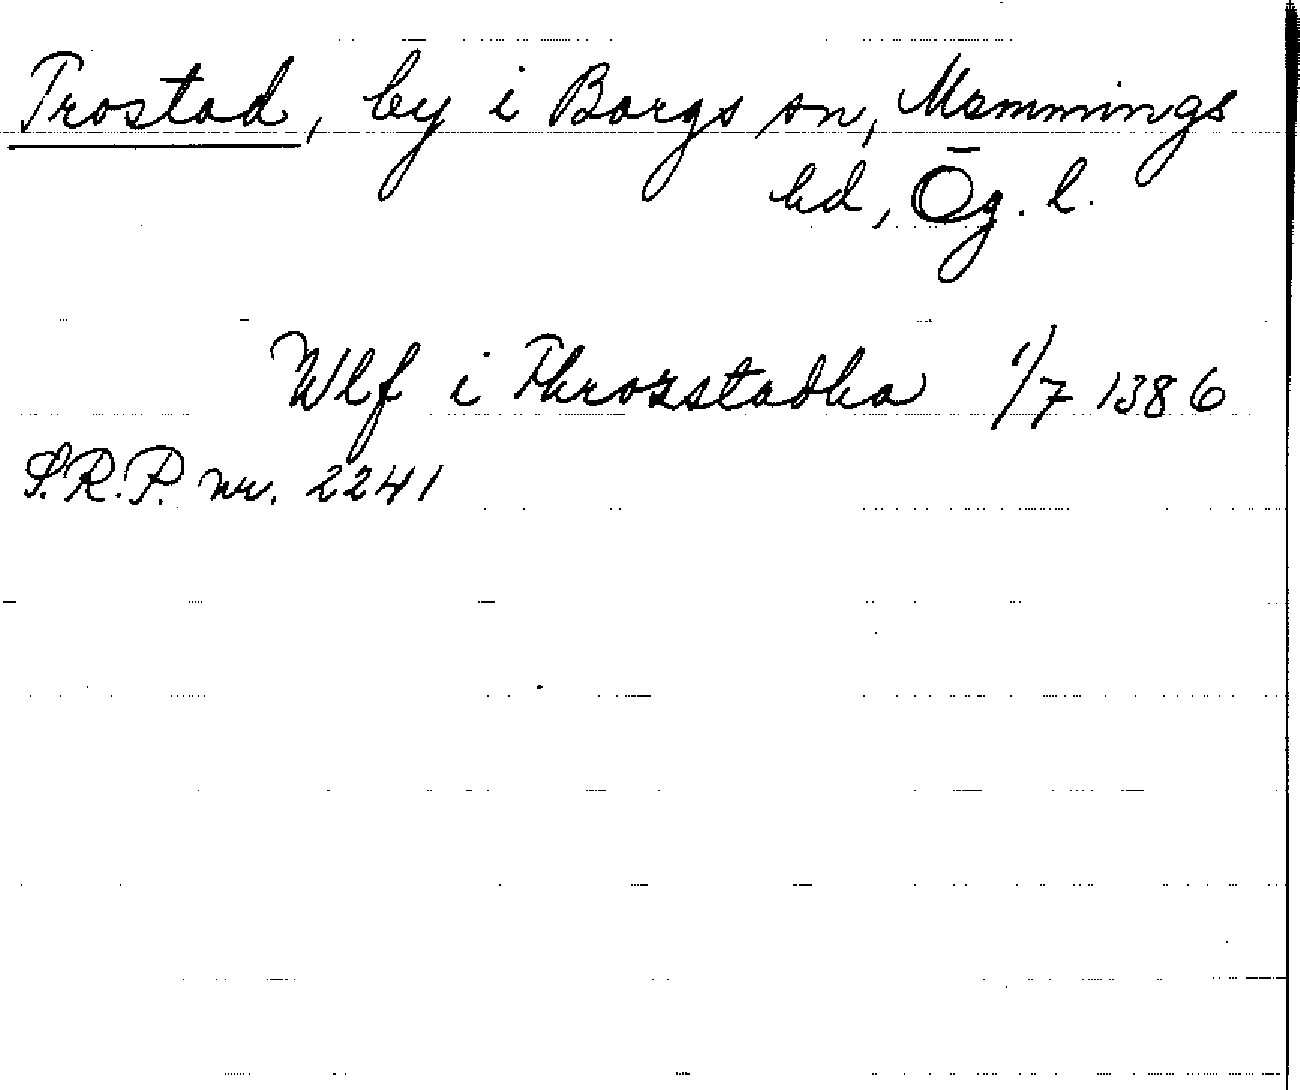 Trostad, by i Borgs sn, Memmings
hd, Ög. l.
Wlf i Throzstadha 1/7 1386
S.R.P. nr. 2241